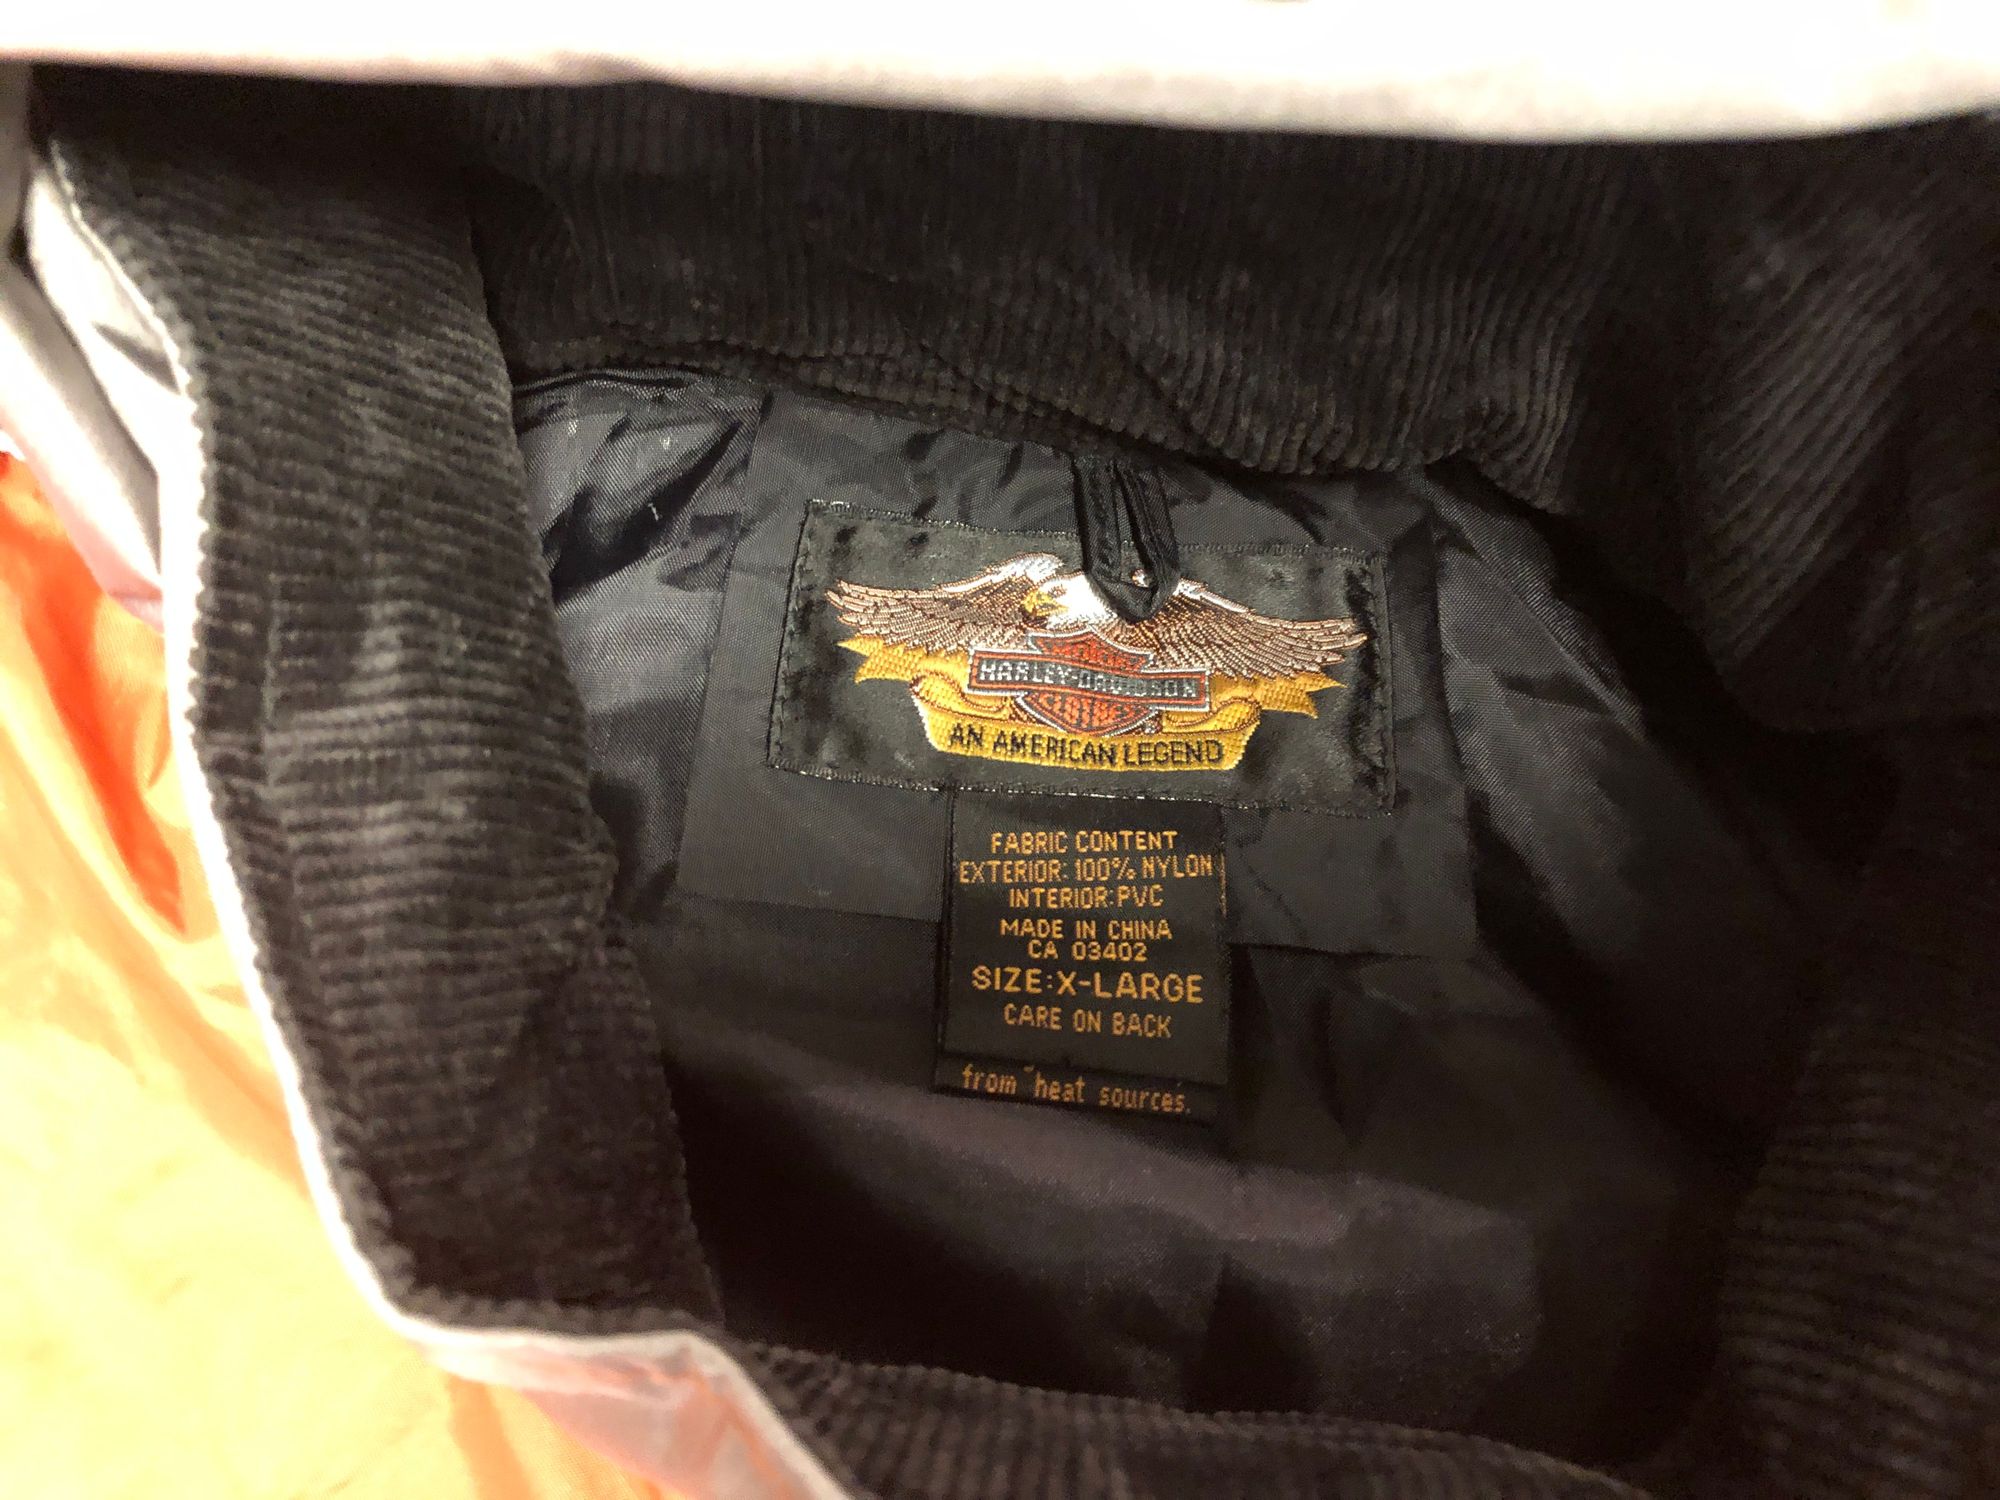 HARLEY-DAVIDSON
AN AMERICAN LEGEND
FABRIC CONTENT
EXTERIOR: 100% NYLON
INTERIOR: PVC
MADE IN CHINA
CA 03402
SIZE: X-LARGE
CARE ON BACK
from heat sources.